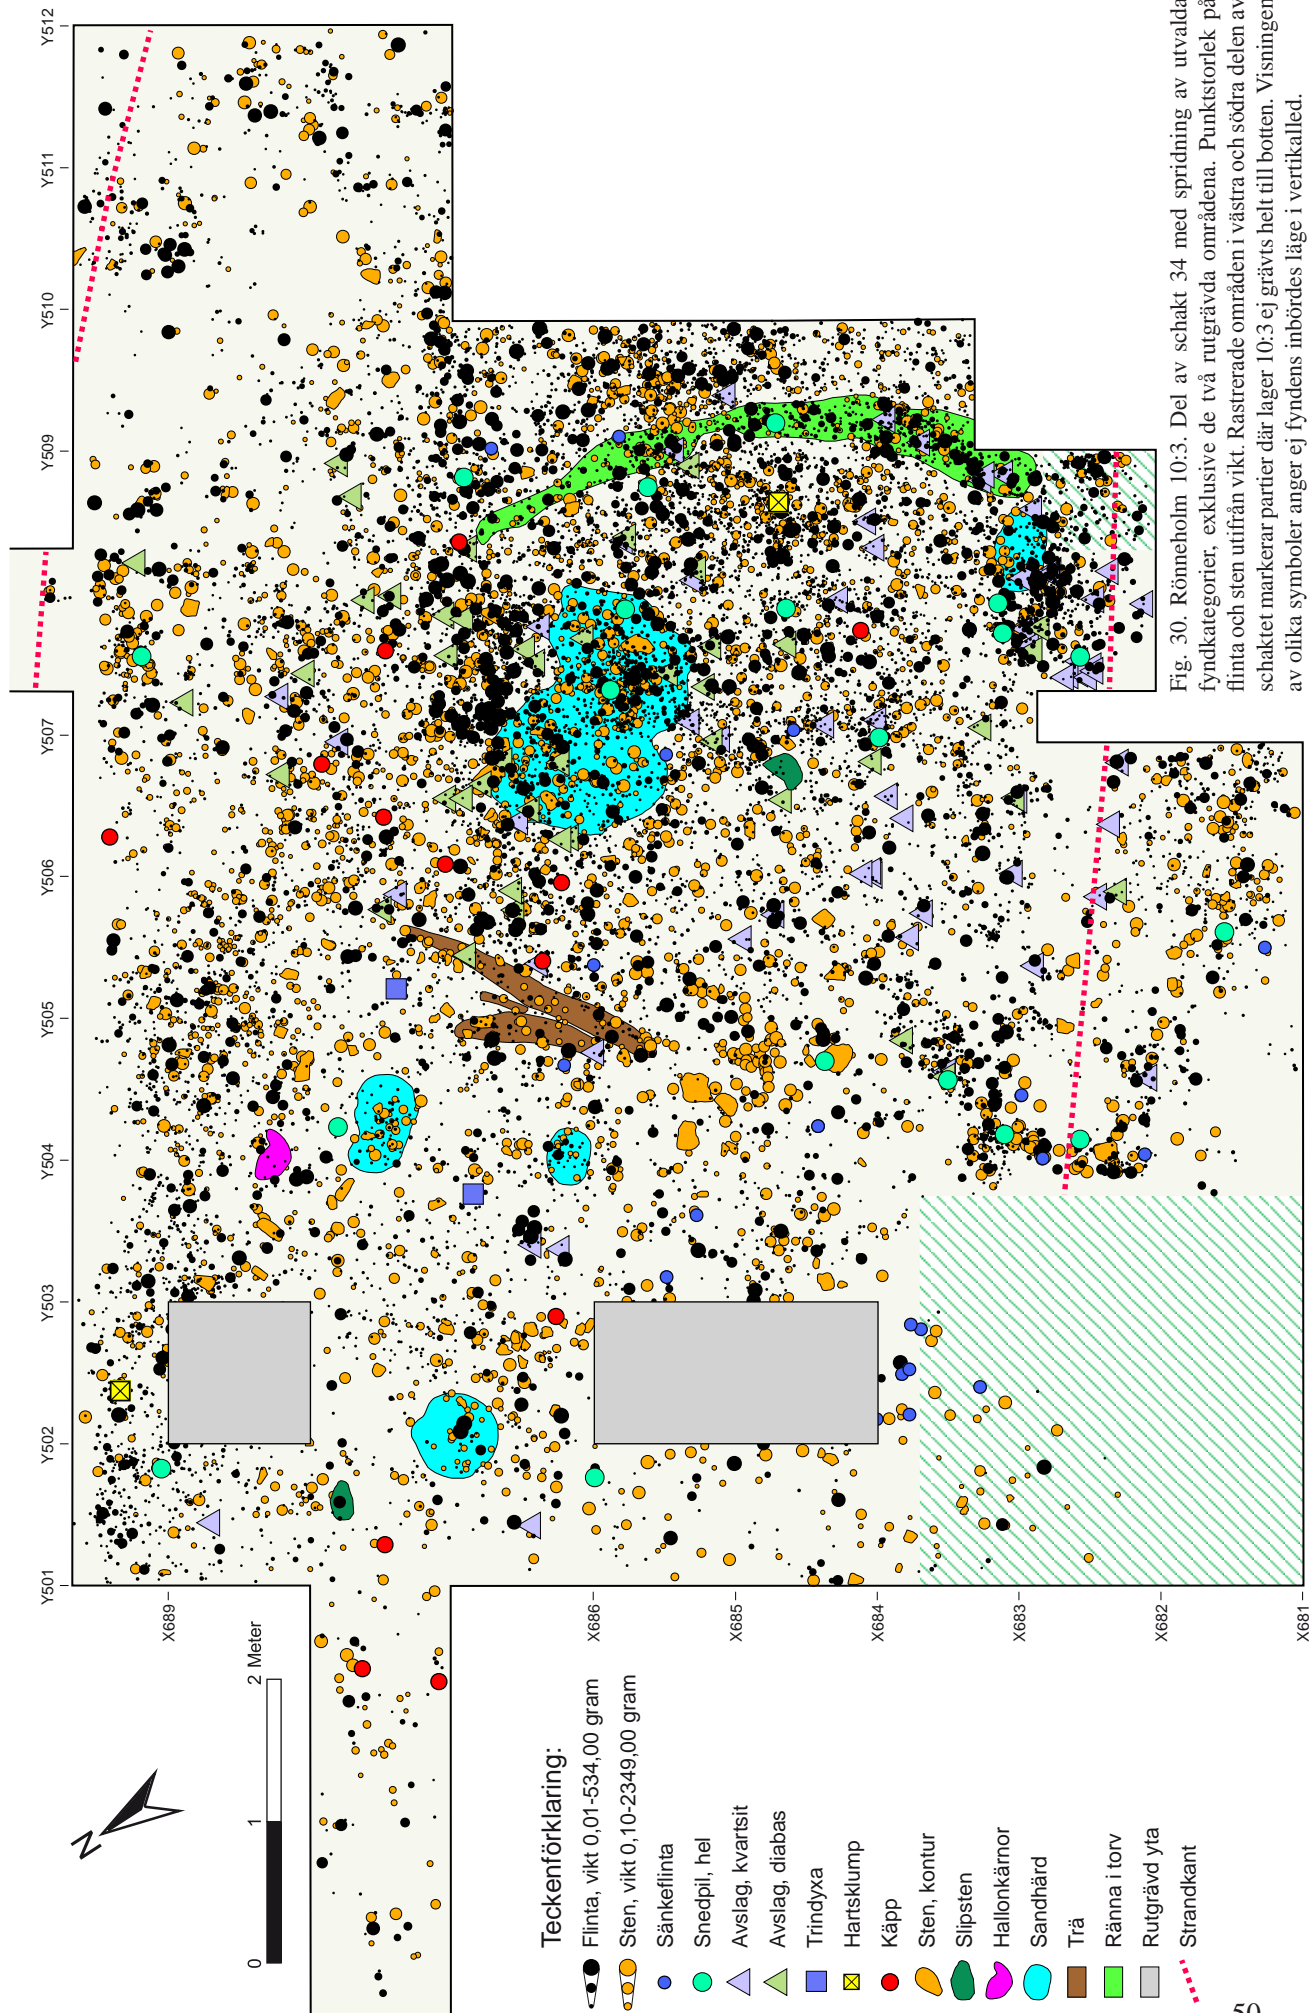 Y501
Y502
Y503
Y504
Y505
Y506
Y507
Y509
Y510
Y511
Y512
X689
X686
X685
X684
X683
X682
X681
N
0 1 2 Meter
Teckenförklaring:
Flinta, vikt 0,01-534,00 gram
Sten, vikt 0,10-2349,00 gram
Sänkeflinta
Snedpil, hel
Avslag, kvartsit
Avslag, diabas
Trindyxa
Hartsklump
Käpp
Sten, kontur
Slipsten
Hallonkärnor
Sandhärd
Trä
Ränna i torv
Rutgrävd yta
Strandkant
Fig. 30. Rönneholm 10:3. Del av schakt 34 med spridning av utvalda
fyndkategorier, exklusive de två rutgrävda områdena. Punktstorlek på
flinta och sten utifrån vikt. Rastrerade områden i västra och södra delen av
schaktet markerar partier där lager 10:3 ej grävts helt till botten. Visningen
av olika symboler anger ej fyndens inbördes läge i vertikalled.